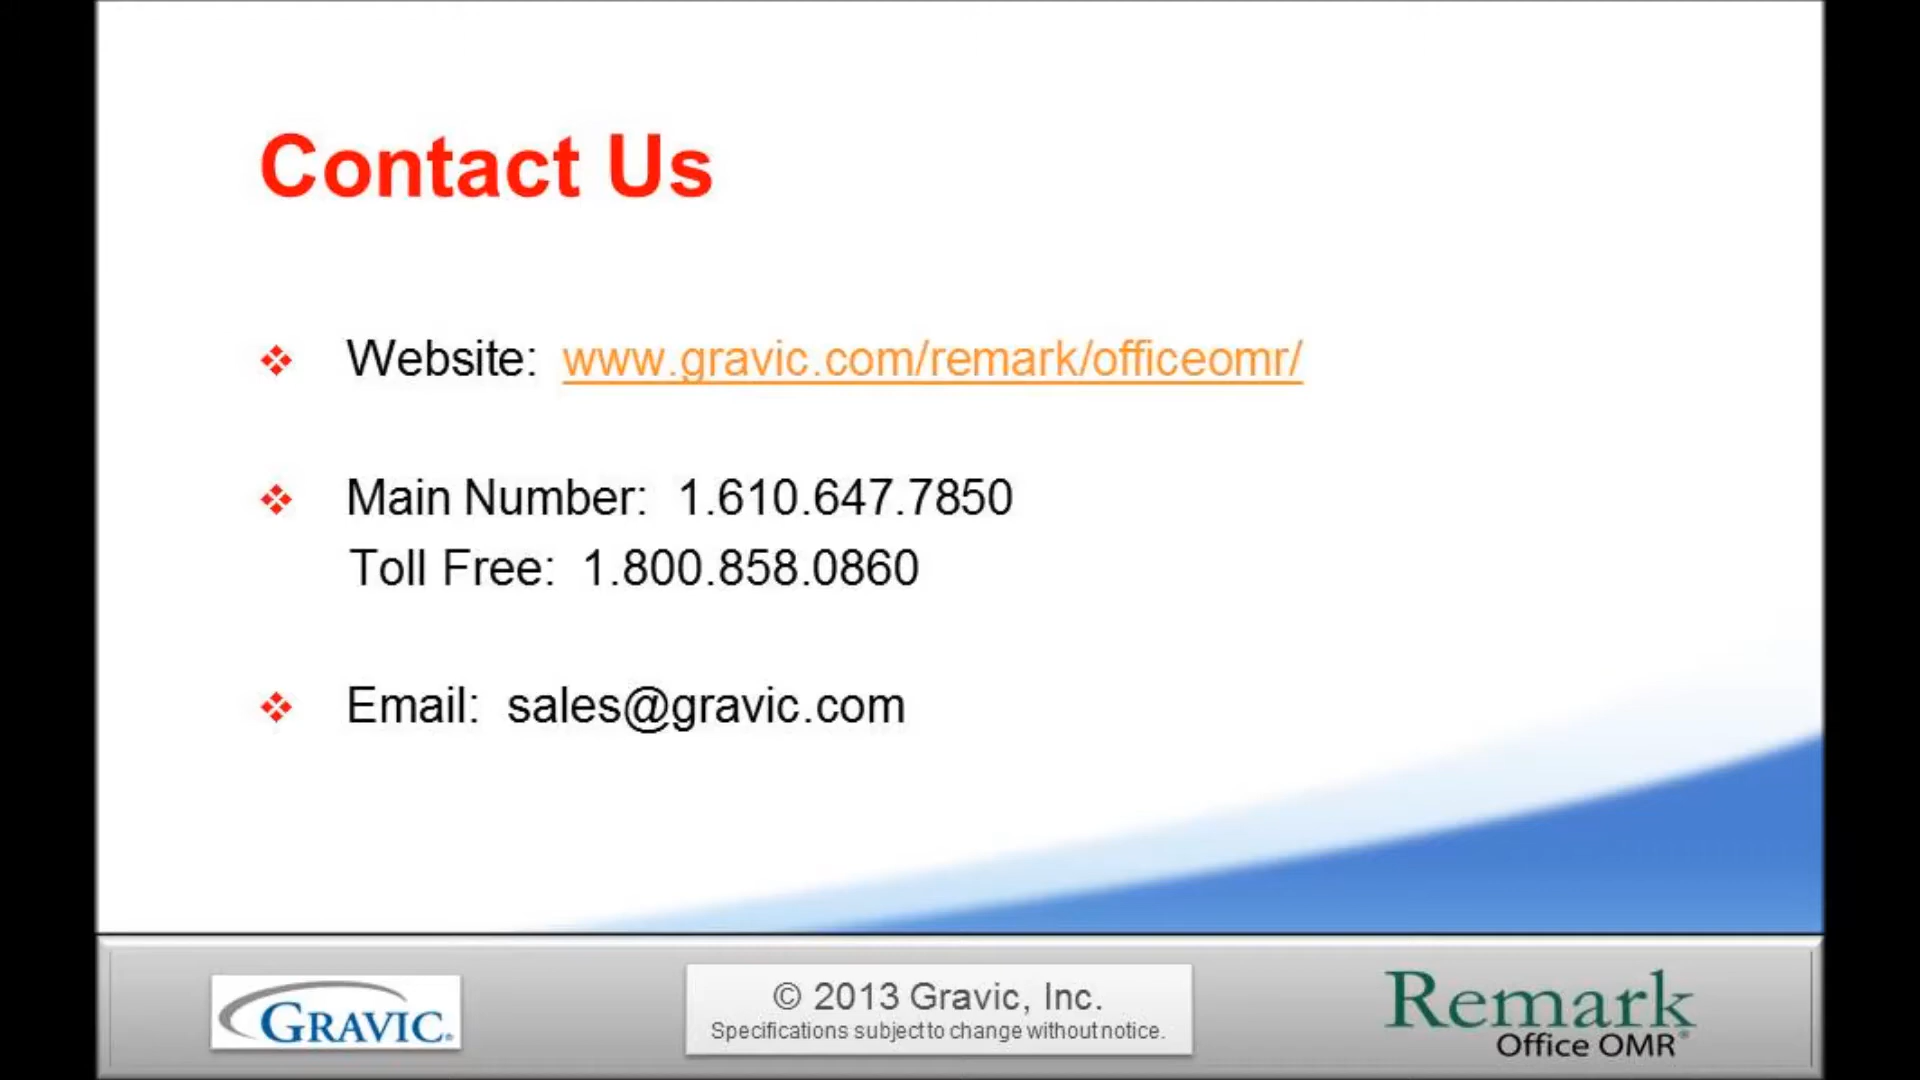 Contact Us
Website: www.gravic.com/remark/officeomr/
Main Number: 1.610.647.7850
Toll Free: 1.800.858.0860
Email: sales@gravic.com
GRAVIC®
© 2013 Gravic, Inc.
Specifications subject to change without notice.
Remark
Office OMR®